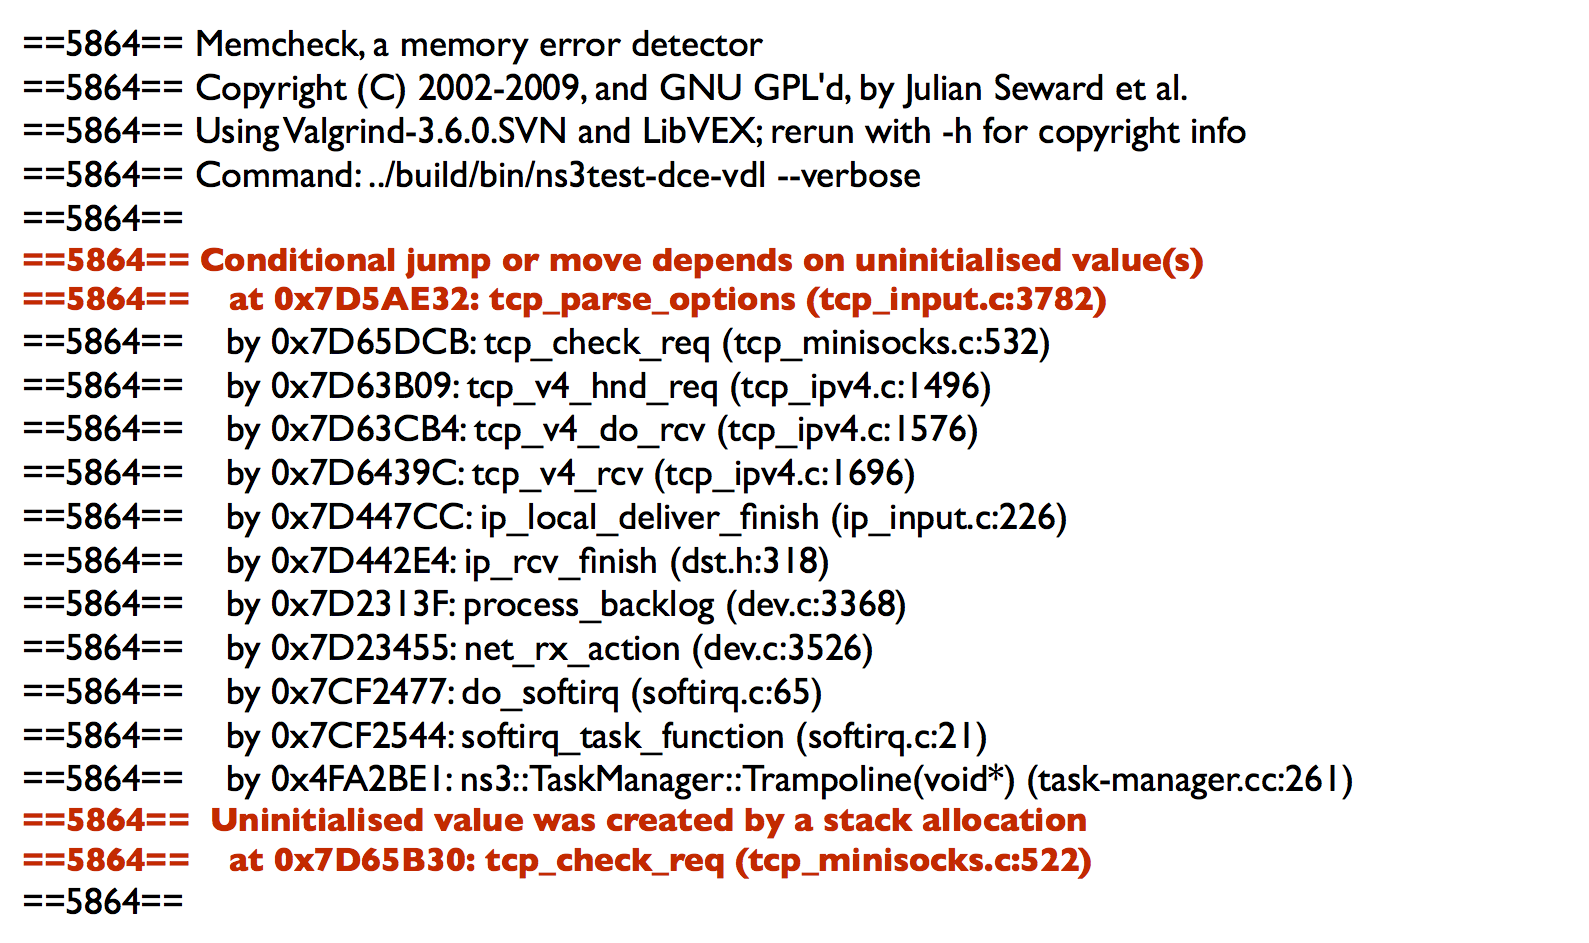 ==5864== Memcheck, a memory error detector
==5864== Copyright (C) 2002-2009, and GNU GPL'd, by Julian Seward et al.
==5864== Using Valgrind-3.6.0.SVN and LibVEX; rerun with -h for copyright info
==5864== Command: ../build/bin/ns3test-dce-vdl --verbose
==5864==
==5864== Conditional jump or move depends on uninitialised value(s)
==5864==    at 0x7D5AE32: tcp_parse_options (tcp_input.c:3782)
==5864==    by 0x7D65DCB: tcp_check_req (tcp_minisocks.c:532)
==5864==    by 0x7D63B09: tcp_v4_hnd_req (tcp_ipv4.c:1496)
==5864==    by 0x7D63CB4: tcp_v4_do_rcv (tcp_ipv4.c:1576)
==5864==    by 0x7D6439C: tcp_v4_rcv (tcp_ipv4.c:1696)
==5864==    by 0x7D447CC: ip_local_deliver_finish (ip_input.c:226)
==5864==    by 0x7D442E4: ip_rcv_finish (dst.h:318)
==5864==    by 0x7D2313F: process_backlog (dev.c:3368)
==5864==    by 0x7D23455: net_rx_action (dev.c:3526)
==5864==    by 0x7CF2477: do_softirq (softirq.c:65)
==5864==    by 0x7CF2544: softirq_task_function (softirq.c:21)
==5864==    by 0x4FA2BE1: ns3::TaskManager::Trampoline(void*) (task-manager.cc:261)
==5864==  Uninitialised value was created by a stack allocation
==5864==    at 0x7D65B30: tcp_check_req (tcp_minisocks.c:522)
==5864==